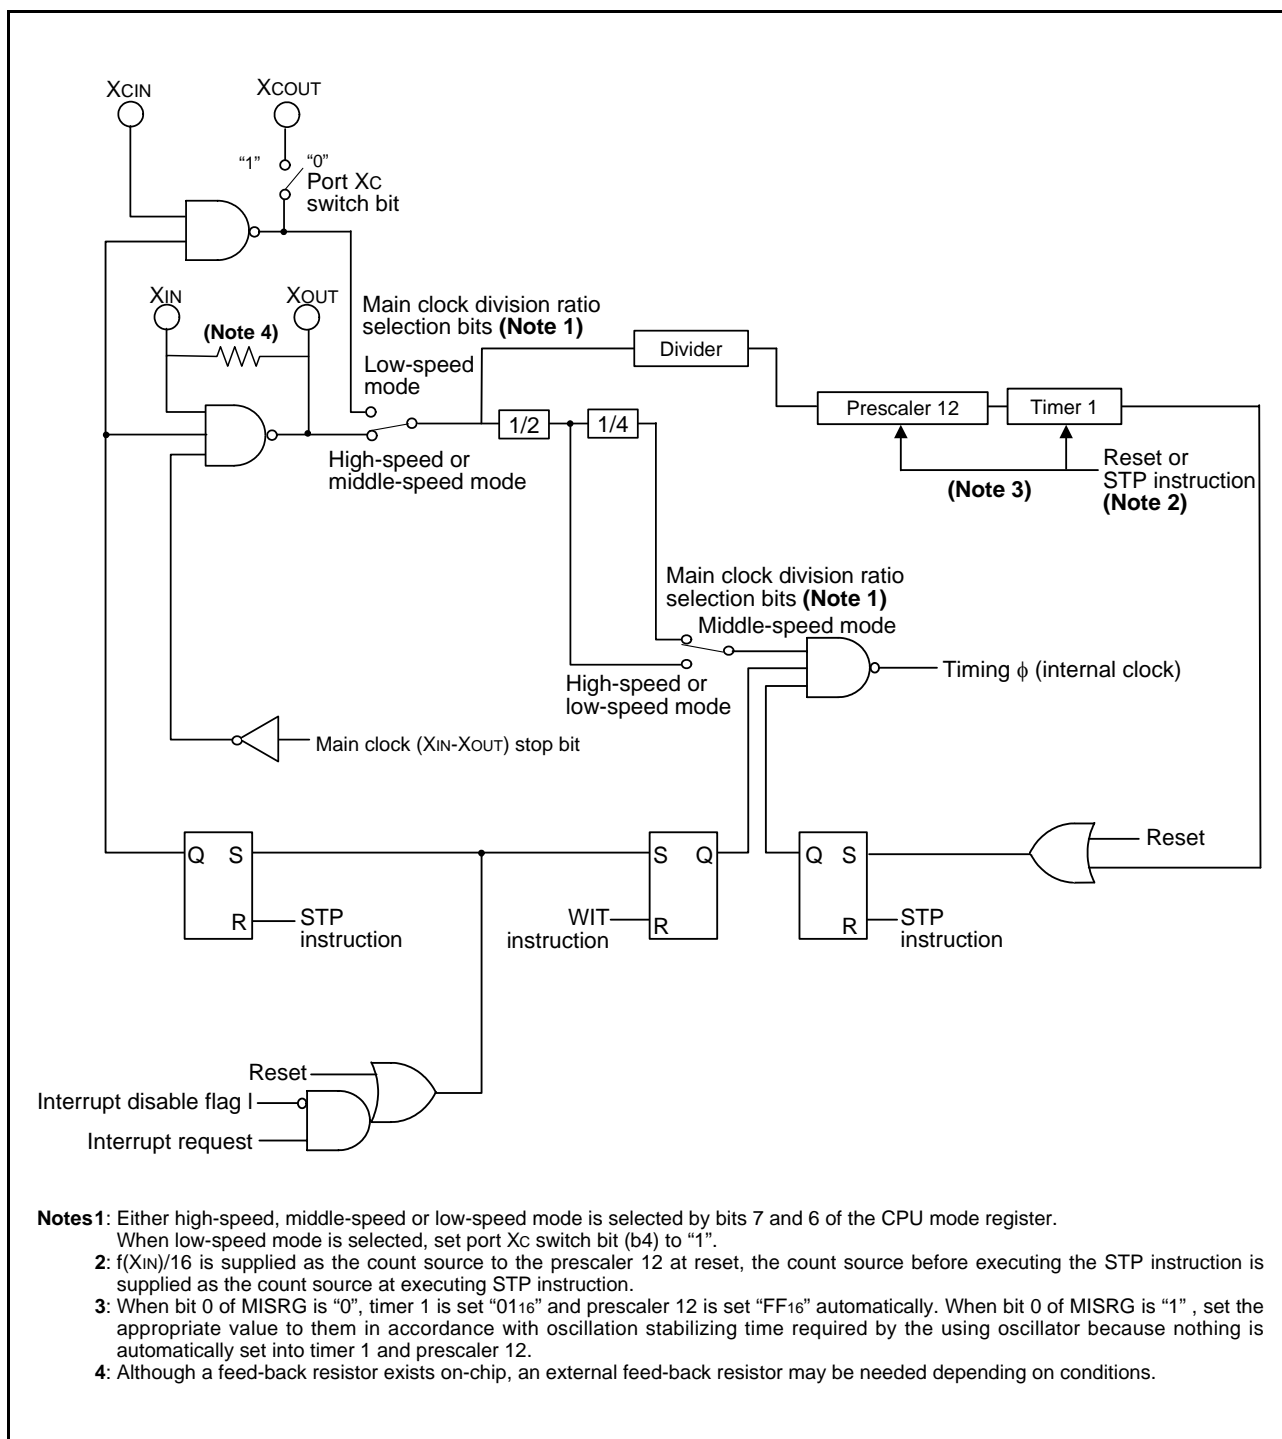 XCIN
XCOUT
“1” “0”
Port XC
switch bit
XIN
XOUT
(Note 4)
Main clock division ratio
selection bits (Note 1)
Low-speed
mode
Divider
Prescaler 12
Timer 1
1/2
1/4
High-speed or
middle-speed mode
(Note 3)
Reset or
STP instruction
(Note 2)
Main clock division ratio
selection bits (Note 1)
Middle-speed mode
High-speed or
low-speed mode
Timing ϕ (internal clock)
Main clock (XIN-XOUT) stop bit
Reset
Q S
R
STP
instruction
S Q
R
WIT
instruction
Q S
R
STP
instruction
Reset
Interrupt disable flag I
Interrupt request
Notes1: Either high-speed, middle-speed or low-speed mode is selected by bits 7 and 6 of the CPU mode register.
When low-speed mode is selected, set port XC switch bit (b4) to “1”.
2: f(XIN)/16 is supplied as the count source to the prescaler 12 at reset, the count source before executing the STP instruction is
supplied as the count source at executing STP instruction.
3: When bit 0 of MISRG is “0”, timer 1 is set “0116” and prescaler 12 is set “FF16” automatically. When bit 0 of MISRG is “1” , set the
appropriate value to them in accordance with oscillation stabilizing time required by the using oscillator because nothing is
automatically set into timer 1 and prescaler 12.
4: Although a feed-back resistor exists on-chip, an external feed-back resistor may be needed depending on conditions.